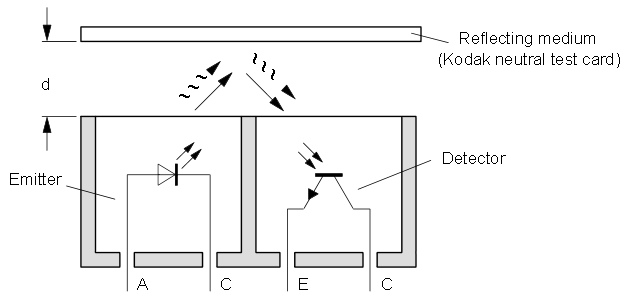 Reflecting medium
(Kodak neutral test card)
d
Detector
Emitter
A
C
E
C